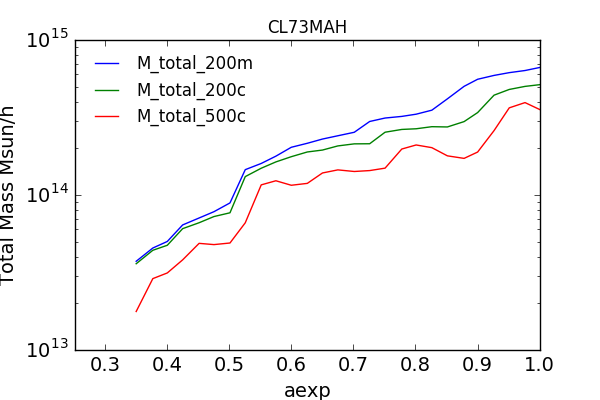 CL73MAH
10^15
M_total_200m
M_total_200c
M_total_500c
10^14
10^13
Total Mass Msun/h
0.3 0.4 0.5 0.6 0.7 0.8 0.9 1.0
aexp